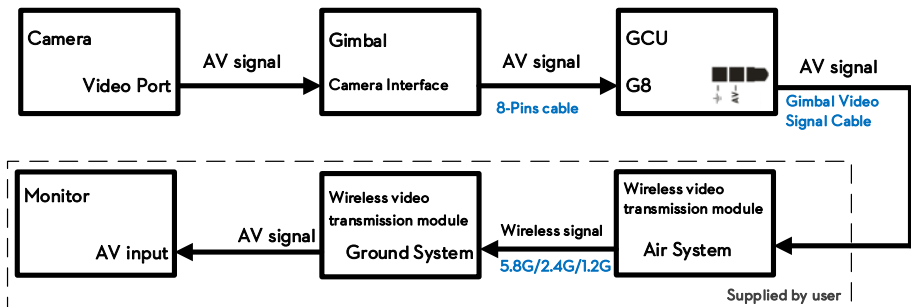 Camera
Video Port
AV signal
Gimbal
Camera Interface
AV signal
8-Pins cable
GCU
G8
AV-
AV signal
Gimbal Video
Signal Cable
Monitor
AV input
AV signal
Wireless video
transmission module
Ground System
Wireless signal
5.8G/2.4G/1.2G
Wireless video
transmission module
Air System
Supplied by user